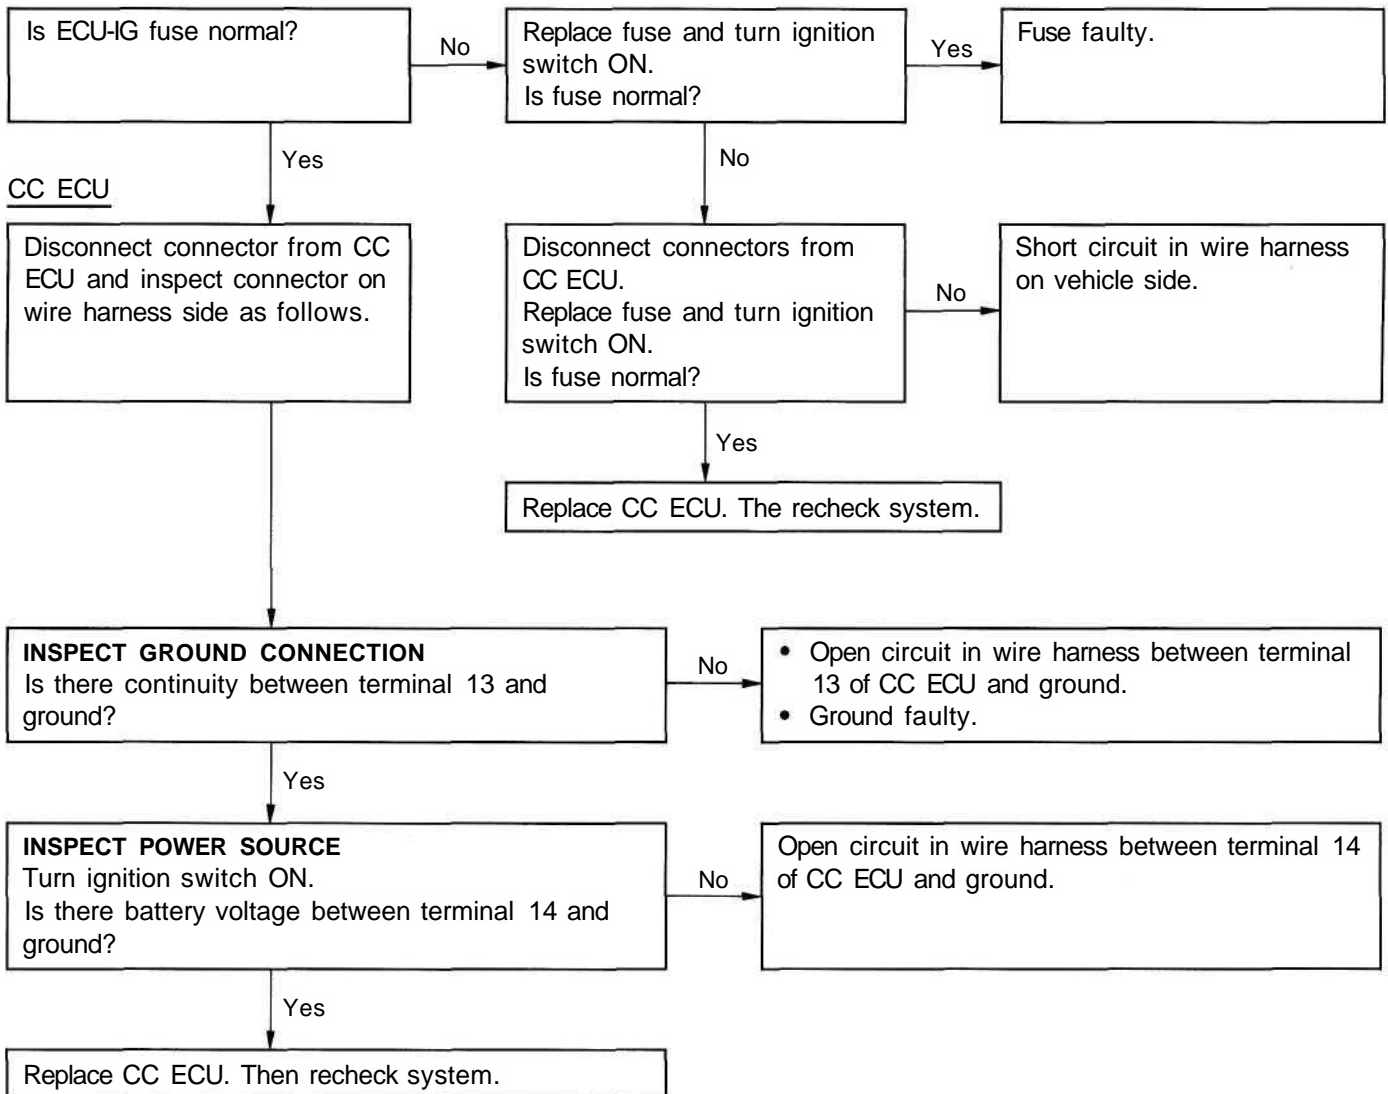 Is ECU-IG fuse normal?
No
Replace fuse and turn ignition
switch ON.
Is fuse normal?
Yes
Fuse faulty.
Yes
No
CC ECU
Disconnect connector from CC
ECU and inspect connector on
wire harness side as follows.
Disconnect connectors from
CC ECU.
Replace fuse and turn ignition
switch ON.
Is fuse normal?
No
Short circuit in wire harness
on vehicle side.
Yes
Replace CC ECU. The recheck system.
INSPECT GROUND CONNECTION
Is there continuity between terminal 13 and
ground?
No
• Open circuit in wire harness between terminal
13 of CC ECU and ground.
• Ground faulty.
Yes
INSPECT POWER SOURCE
Turn ignition switch ON.
Is there battery voltage between terminal 14 and
ground?
No
Open circuit in wire harness between terminal 14
of CC ECU and ground.
Yes
Replace CC ECU. Then recheck system.